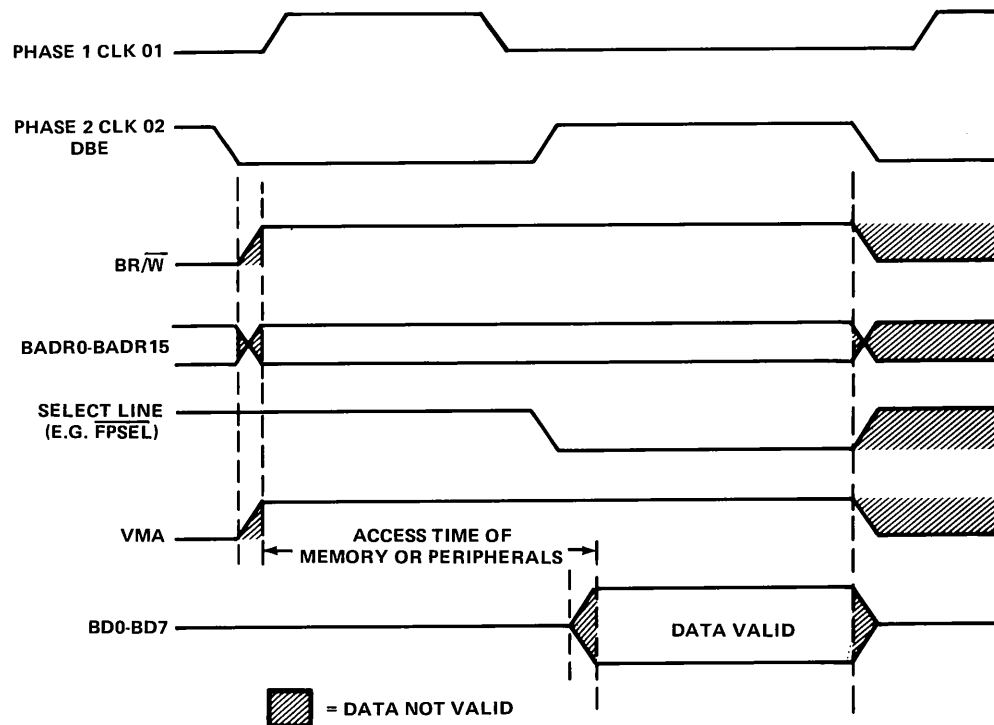 PHASE 1 CLK 01
PHASE 2 CLK 02
DBE
BR/W̅
BADR0-BADR15
SELECT LINE
(E.G. F̅P̅S̅E̅L̅)
VMA
ACCESS TIME OF
MEMORY OR PERIPHERALS
BD0-BD7
DATA VALID
= DATA NOT VALID